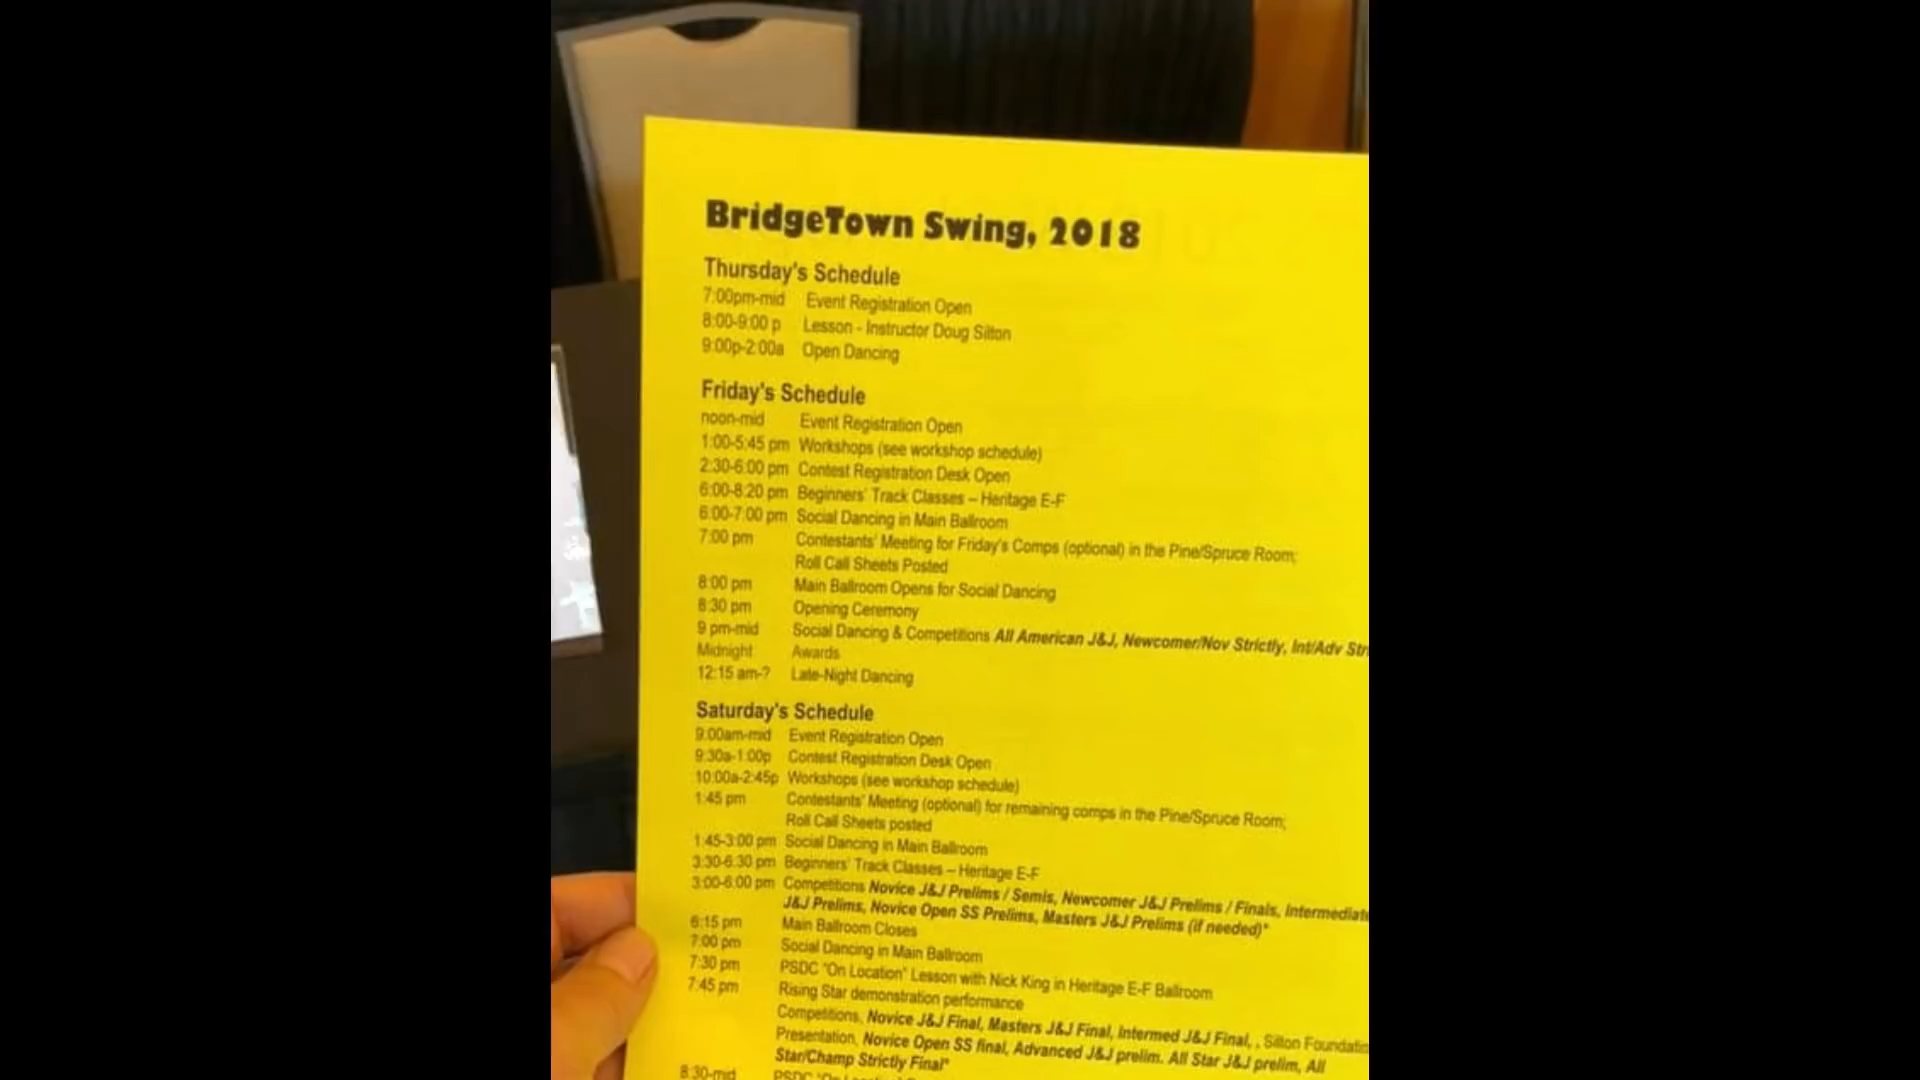 BridgeTown Swing, 2018
Thursday's Schedule
7:00pm-mid Event Registration Open
8:00-9:00 p Lesson - Instructor Doug Silton
9:00p-2:00a Open Dancing
Friday's Schedule
noon-mid Event Registration Open
1:00-5:45 pm Workshops (see workshop schedule)
2:30-6:00 pm Contest Registration Desk Open
6:00-8:20 pm Beginners' Track Classes – Heritage E-F
6:00-7:00 pm Social Dancing in Main Ballroom
7:00 pm Contestants' Meeting for Friday's Comps (optional) in the Pine/Spruce Room;
Roll Call Sheets Posted
8:00 pm Main Ballroom Opens for Social Dancing
8:30 pm Opening Ceremony
9 pm-mid Social Dancing & Competitions All American J&J, Newcomer/Nov Strictly, Int/Adv Stri
Midnight Awards
12:15 am-? Late-Night Dancing
Saturday's Schedule
9:00am-mid Event Registration Open
9:30a-1:00p Contest Registration Desk Open
10:00a-2:45p Workshops (see workshop schedule)
1:45 pm Contestants' Meeting (optional) for remaining comps in the Pine/Spruce Room;
Roll Call Sheets posted
1:45-3:00 pm Social Dancing in Main Ballroom
3:30-6:30 pm Beginners' Track Classes – Heritage E-F
3:00-6:00 pm Competitions Novice J&J Prelims / Semis, Newcomer J&J Prelims / Finals, Intermediate
J&J Prelims, Novice Open SS Prelims, Masters J&J Prelims (if needed)*
6:15 pm Main Ballroom Closes
7:00 pm Social Dancing in Main Ballroom
7:30 pm PSDC "On Location" Lesson with Nick King in Heritage E-F Ballroom
7:45 pm Rising Star demonstration performance
Competitions, Novice J&J Final, Masters J&J Final, Intermed J&J Final, , Silton Foundatio
Presentation, Novice Open SS final, Advanced J&J prelim. All Star J&J prelim, All
Star/Champ Strictly Final*
8:30-mid PSDC "On